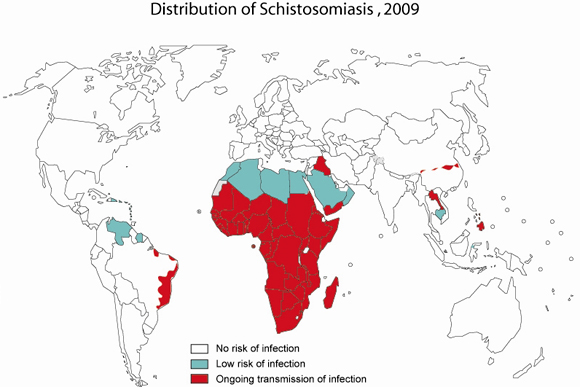 Distribution of Schistosomiasis , 2009
No risk of infection
Low risk of infection
Ongoing transmission of infection